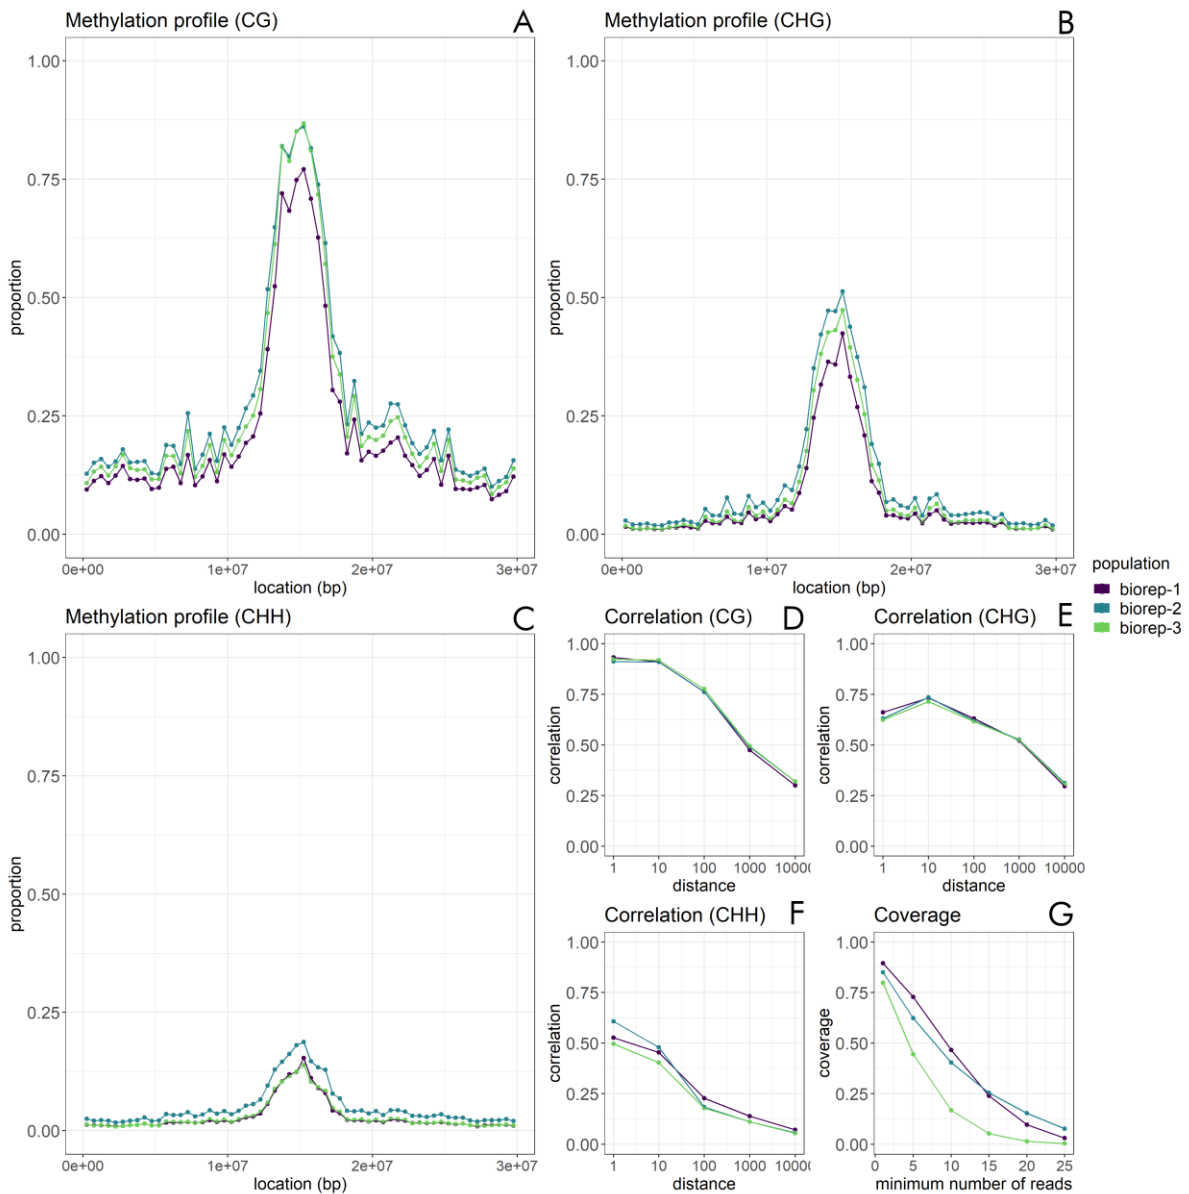 Methylation profile (CG) A
1.00
0.75
0.50
0.25
0.00
proportion
0e+00 1e+07 2e+07 3e+07
location (bp)
Methylation profile (CHG) B
1.00
0.75
0.50
0.25
0.00
proportion
0e+00 1e+07 2e+07 3e+07
location (bp)
population
biorep-1
biorep-2
biorep-3
Methylation profile (CHH) C
1.00
0.75
0.50
0.25
0.00
proportion
0e+00 1e+07 2e+07 3e+07
location (bp)
Correlation (CG) D
1.00
0.75
0.50
0.25
0.00
correlation
1 10 100 1000 10000
distance
Correlation (CHG) E
1.00
0.75
0.50
0.25
0.00
correlation
1 10 100 1000 10000
distance
Correlation (CHH) F
1.00
0.75
0.50
0.25
0.00
correlation
1 10 100 1000 10000
distance
Coverage G
1.00
0.75
0.50
0.25
0.00
coverage
0 5 10 15 20 25
minimum number of reads